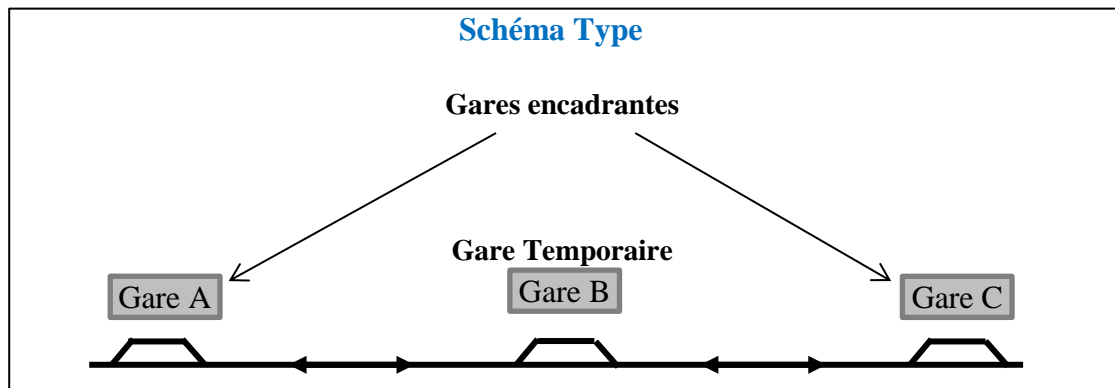 Schéma Type
Gares encadrantes
Gare Temporaire
Gare A
Gare B
Gare C